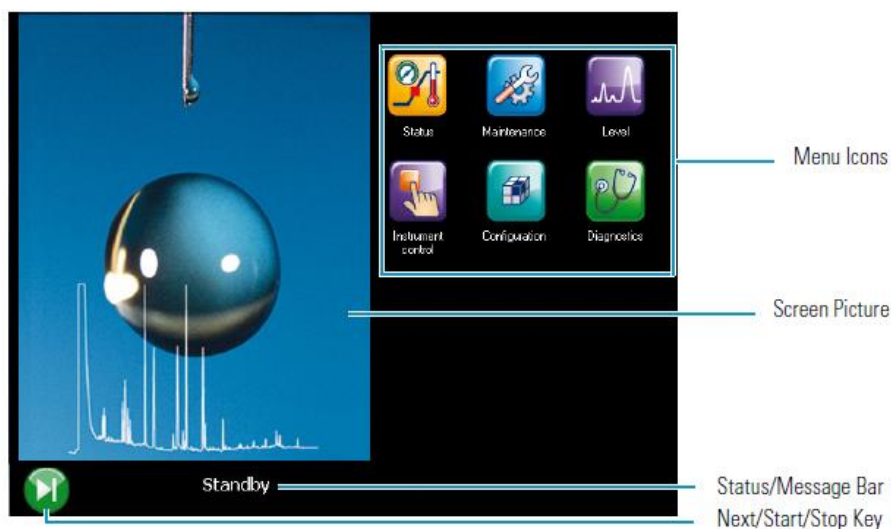 Status
Maintenance
Level
Menu Icons
Instrument
control
Configuration
Diagnostics
Screen Picture
Standby
Status/Message Bar
Next/Start/Stop Key